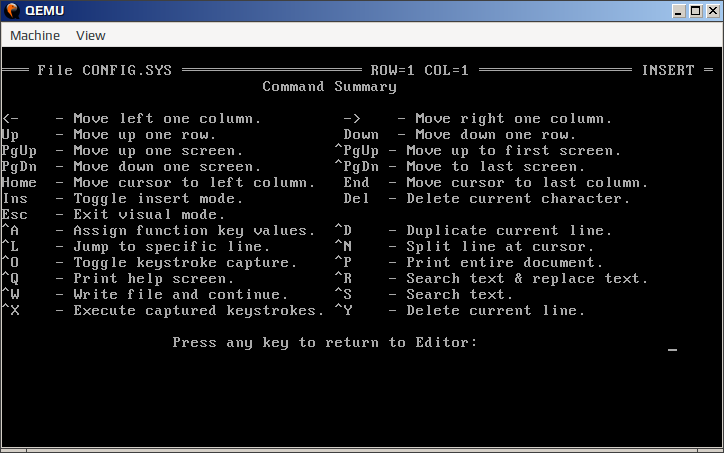 QEMU
Machine View
File CONFIG.SYS ROW=1 COL=1 INSERT
Command Summary
<- - Move left one column. -> - Move right one column.
Up - Move up one row. Down - Move down one row.
PgUp - Move up one screen. ^PgUp - Move up to first screen.
PgDn - Move down one screen. ^PgDn - Move to last screen.
Home - Move cursor to left column. End - Move cursor to last column.
Ins - Toggle insert mode. Del - Delete current character.
Esc - Exit visual mode.
^A - Assign function key values. ^D - Duplicate current line.
^L - Jump to specific line. ^N - Split line at cursor.
^O - Toggle keystroke capture. ^P - Print entire document.
^Q - Print help screen. ^R - Search text & replace text.
^W - Write file and continue. ^S - Search text.
^X - Execute captured keystrokes. ^Y - Delete current line.
Press any key to return to Editor: